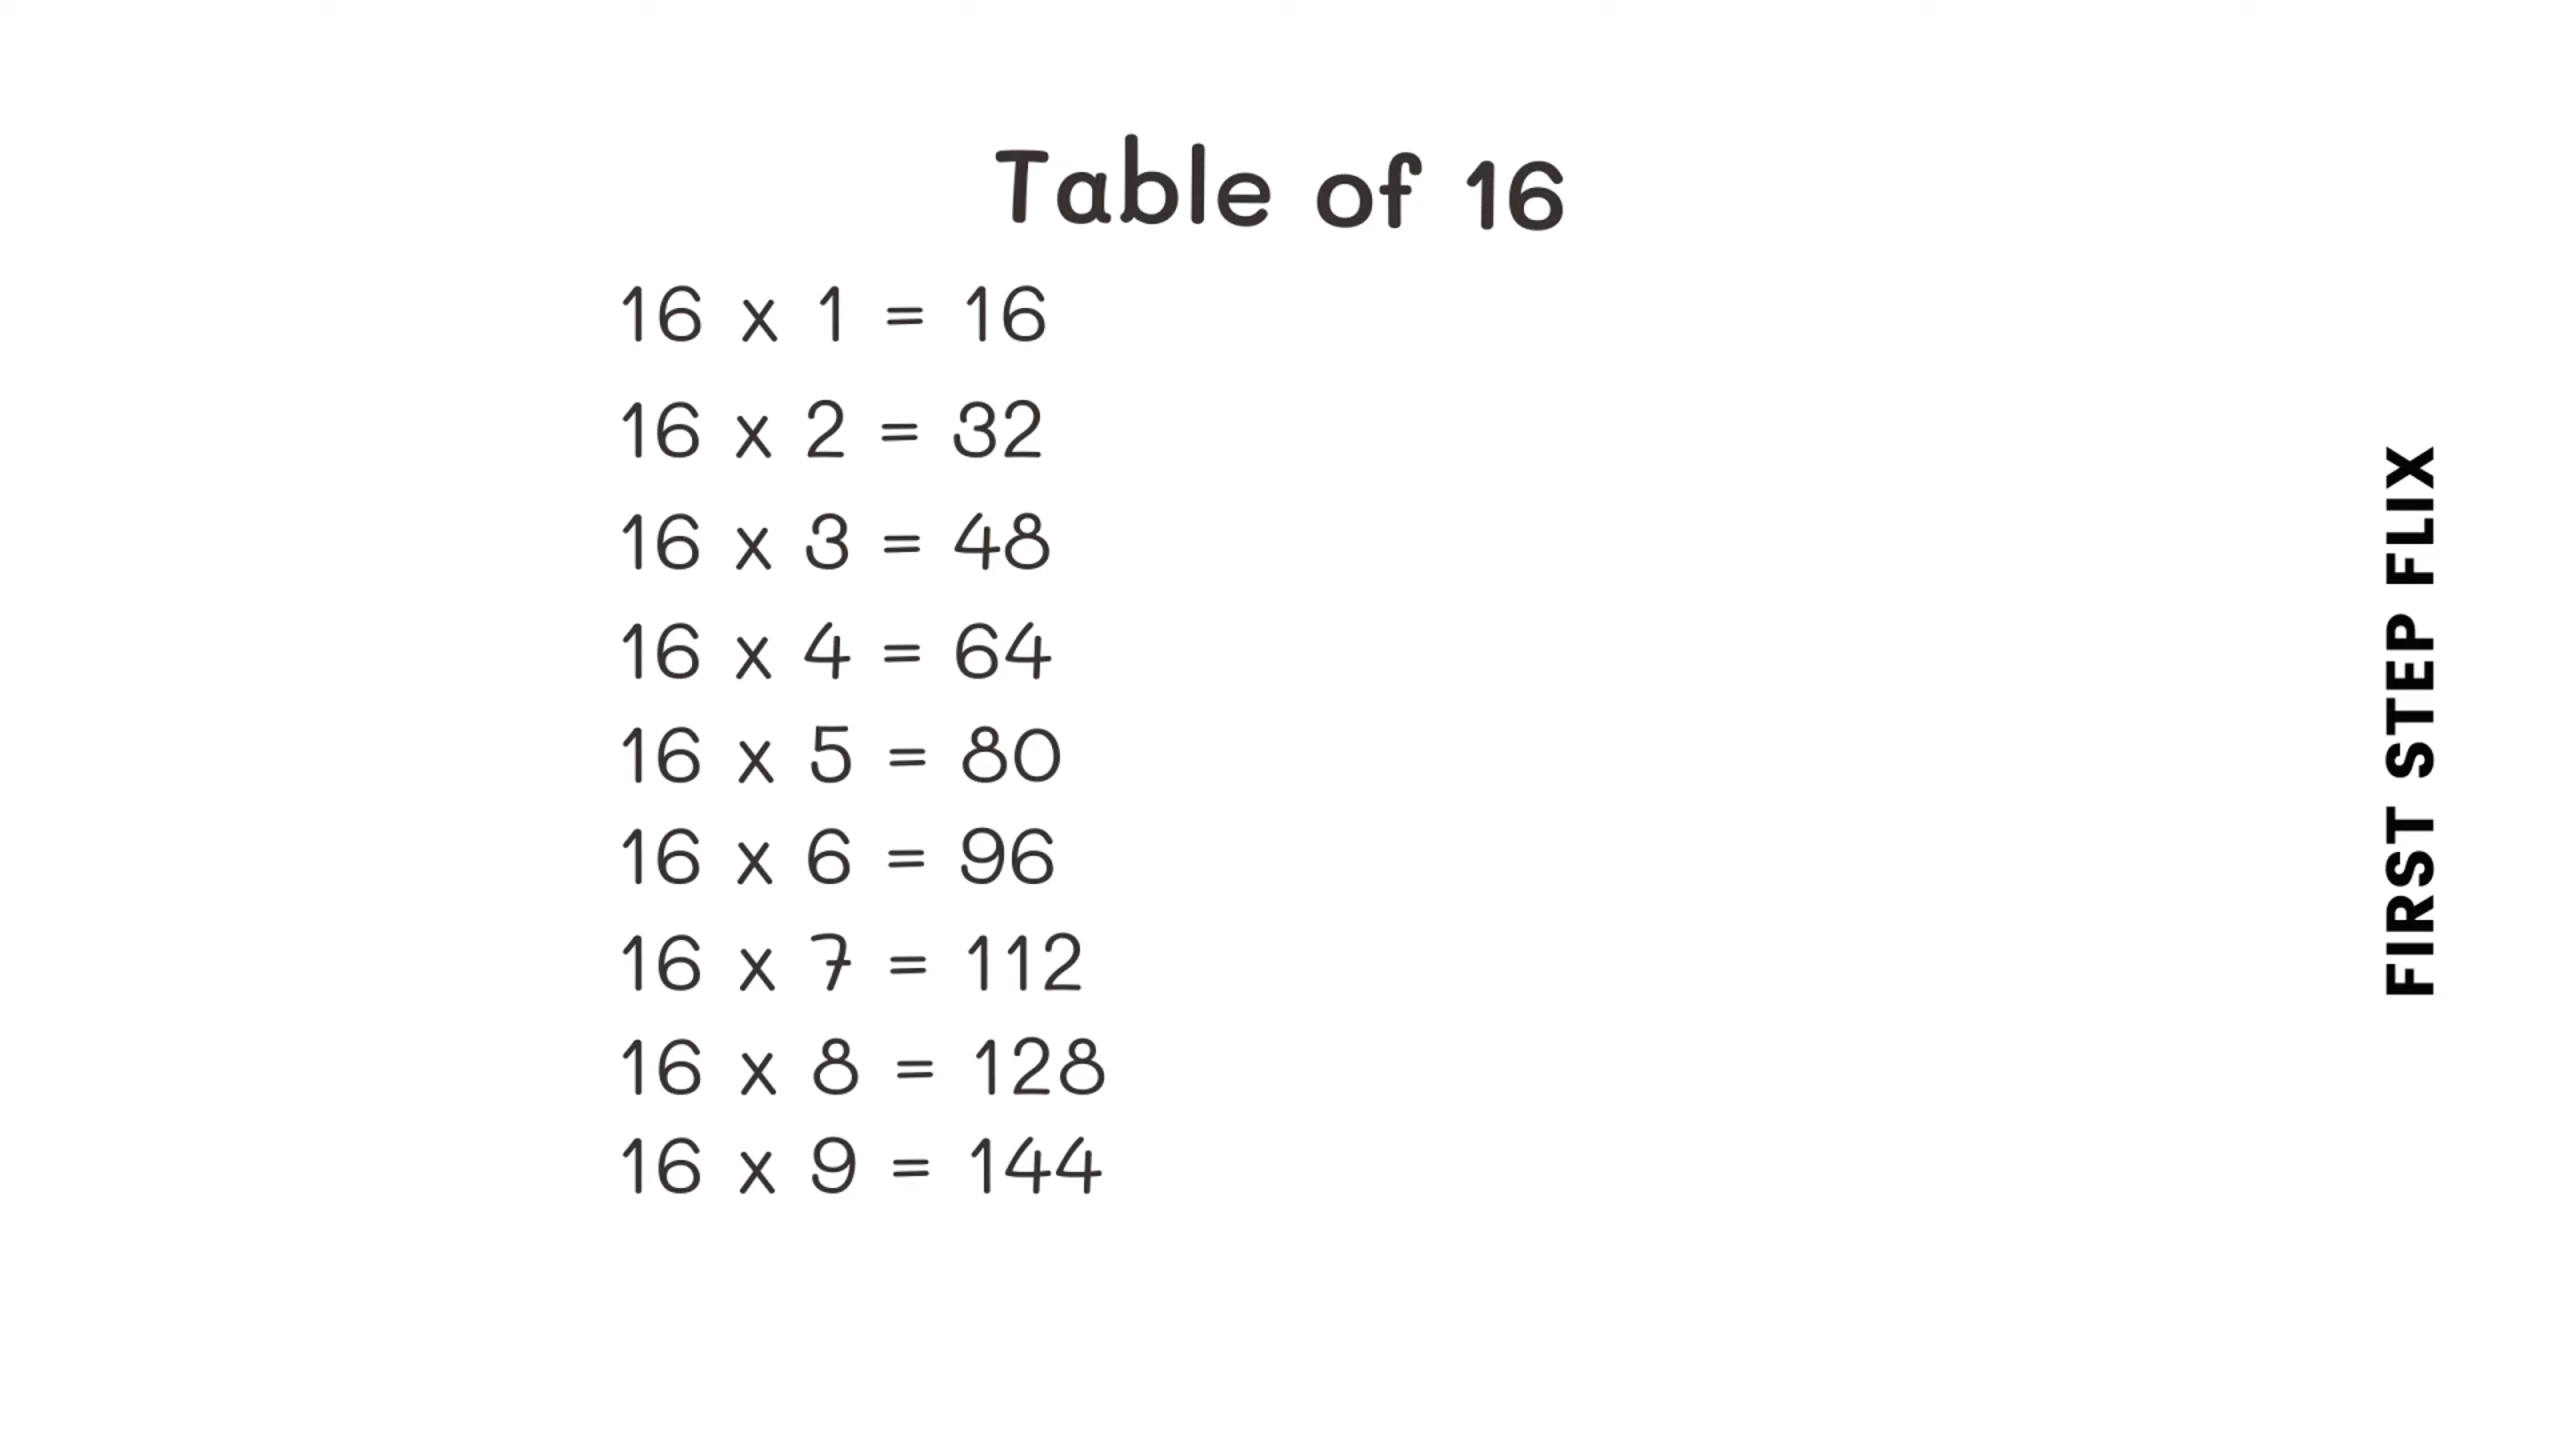 Table of 16
16 x 1 = 16
16 x 2 = 32
16 x 3 = 48
16 x 4 = 64
16 x 5 = 80
16 x 6 = 96
16 x 7 = 112
16 x 8 = 128
16 x 9 = 144
FIRST STEP FLIX